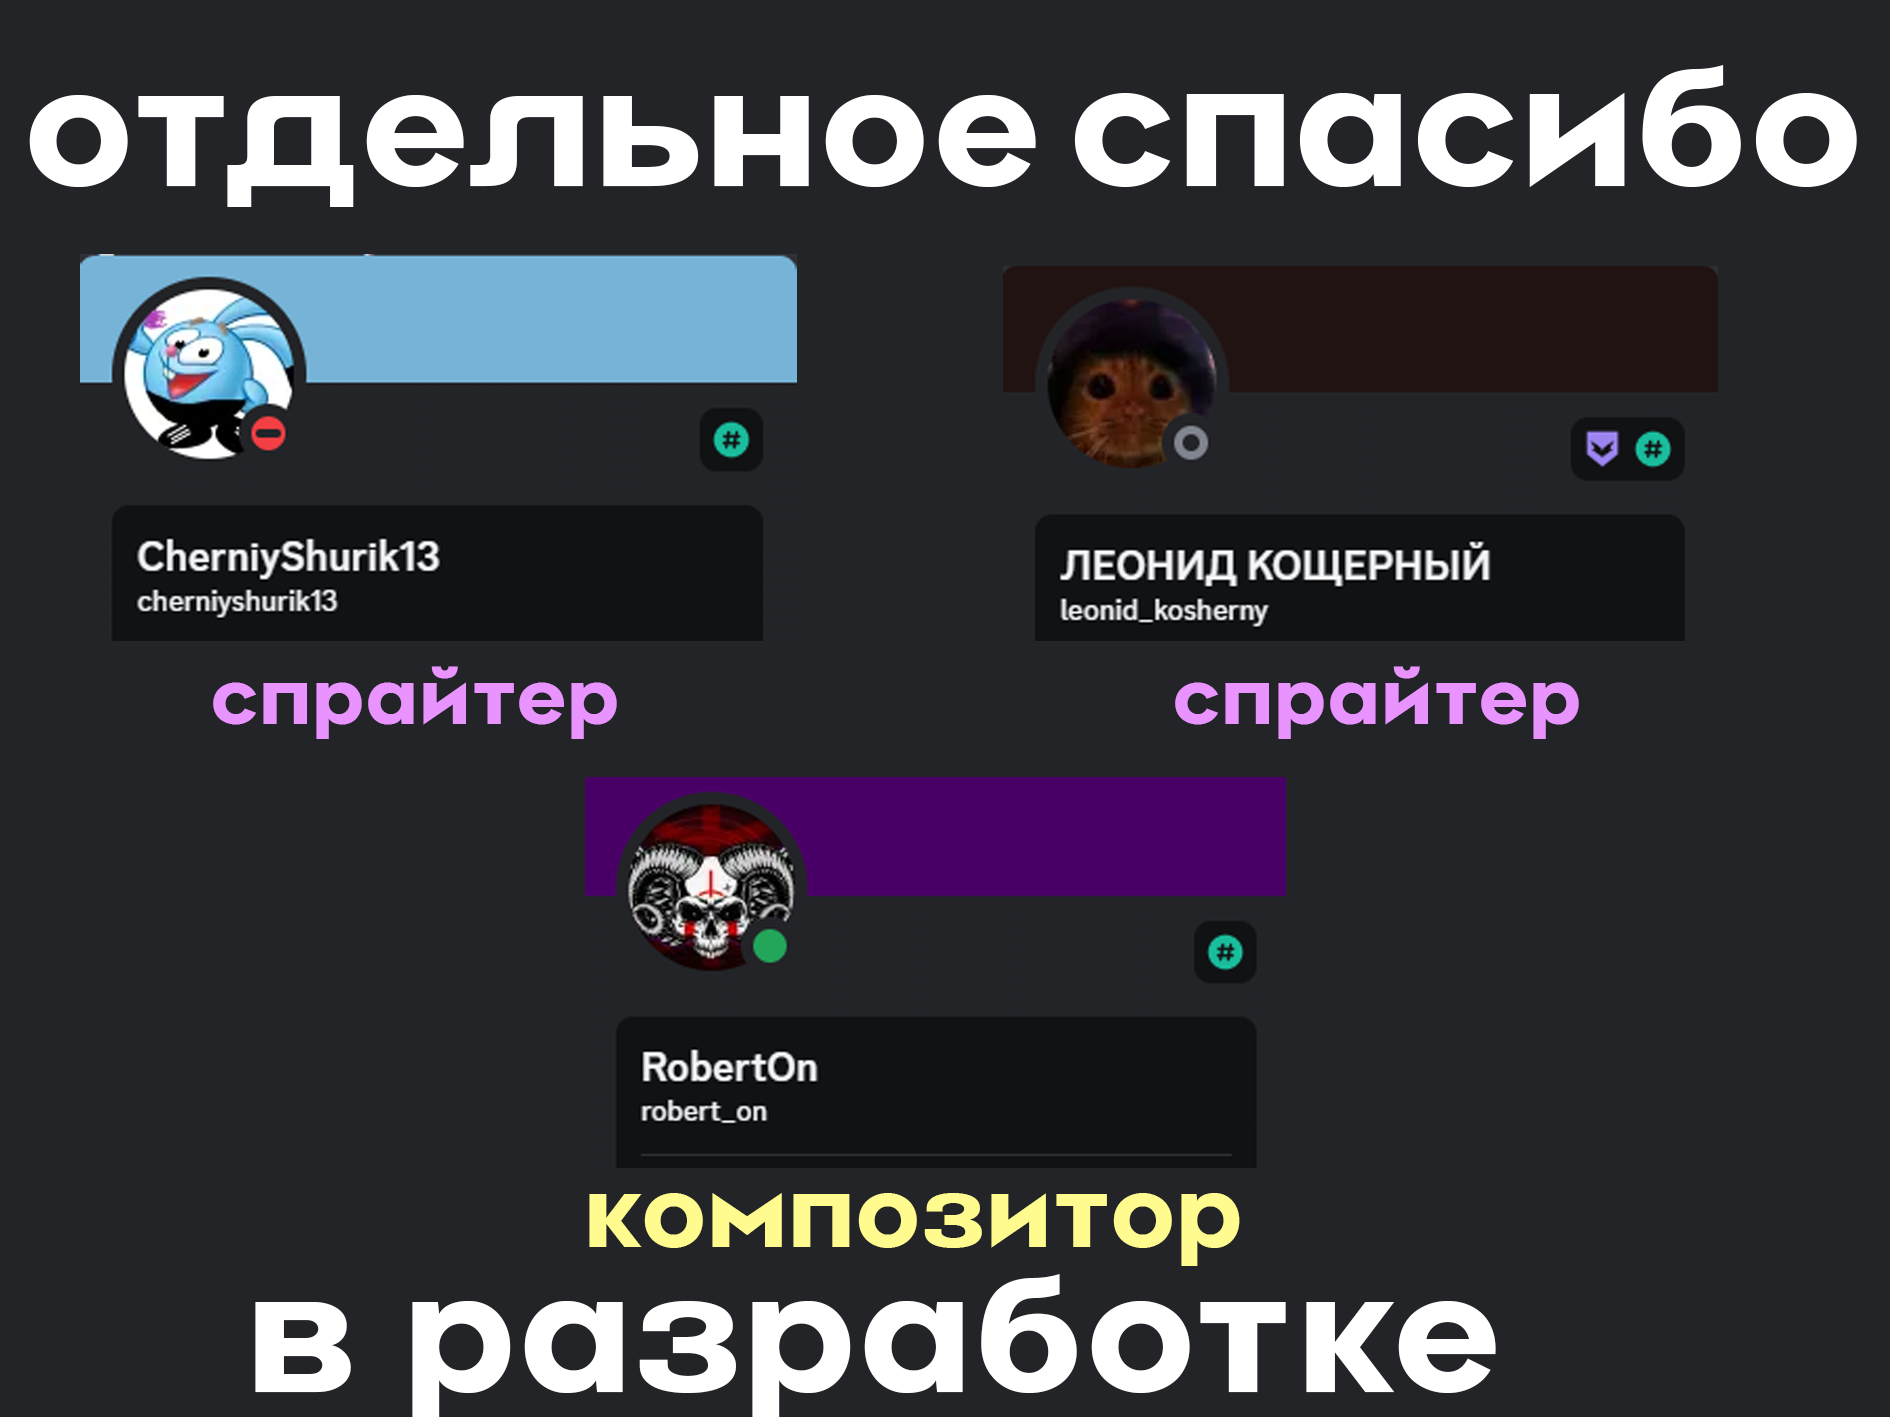 отдельное спасибо
CherniyShurik13
cherniyshurik13
спрайтер
ЛЕОНИД КОЩЕРНЫЙ
leonid_kosherny
спрайтер
RobertOn
robert_on
композитор
в разработке